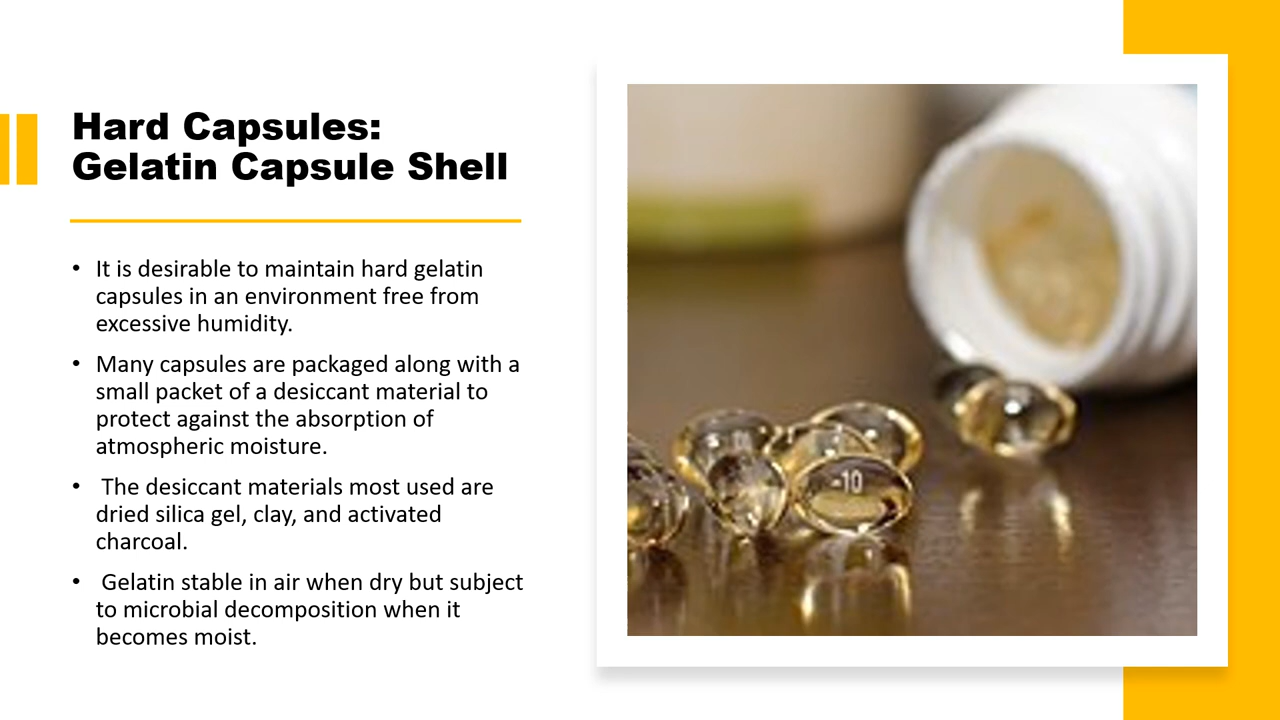 Hard Capsules:
Gelatin Capsule Shell
• It is desirable to maintain hard gelatin
capsules in an environment free from
excessive humidity.
• Many capsules are packaged along with a
small packet of a desiccant material to
protect against the absorption of
atmospheric moisture.
• The desiccant materials most used are
dried silica gel, clay, and activated
charcoal.
• Gelatin stable in air when dry but subject
to microbial decomposition when it
becomes moist.
-10